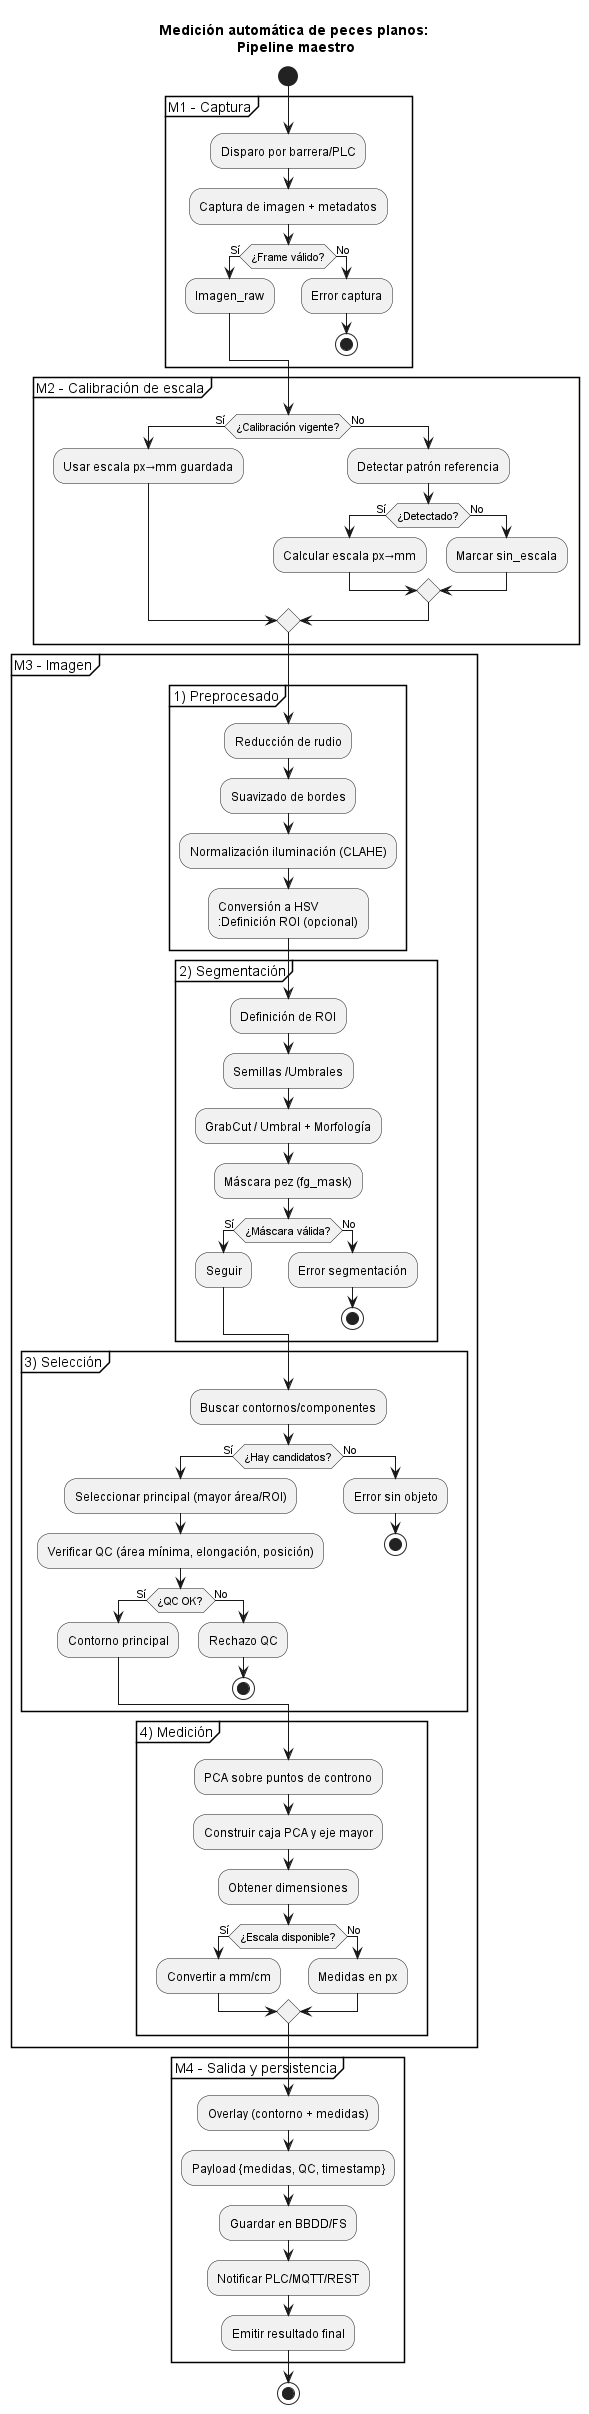 Medición automática de peces planos:
Pipeline maestro
M1 - Captura
Disparo por barrera/PLC
Captura de imagen + metadatos
¿Frame válido?
Sí
No
Imagen_raw
Error captura
M2 - Calibración de escala
¿Calibración vigente?
Sí
No
Usar escala px→mm guardada
Detectar patrón referencia
¿Detectado?
Sí
No
Calcular escala px→mm
Marcar sin_escala
M3 - Imagen
1) Preprocesado
Reducción de rudio
Suavizado de bordes
Normalización iluminación (CLAHE)
Conversión a HSV
:Definición ROI (opcional)
2) Segmentación
Definición de ROI
Semillas /Umbrales
GrabCut / Umbral + Morfología
Máscara pez (fg_mask)
¿Máscara válida?
Sí
No
Seguir
Error segmentación
3) Selección
Buscar contornos/componentes
¿Hay candidatos?
Sí
No
Seleccionar principal (mayor área/ROI)
Error sin objeto
Verificar QC (área mínima, elongación, posición)
¿QC OK?
Sí
No
Contorno principal
Rechazo QC
4) Medición
PCA sobre puntos de controno
Construir caja PCA y eje mayor
Obtener dimensiones
¿Escala disponible?
Sí
No
Convertir a mm/cm
Medidas en px
M4 - Salida y persistencia
Overlay (contorno + medidas)
Payload {medidas, QC, timestamp}
Guardar en BBDD/FS
Notificar PLC/MQTT/REST
Emitir resultado final